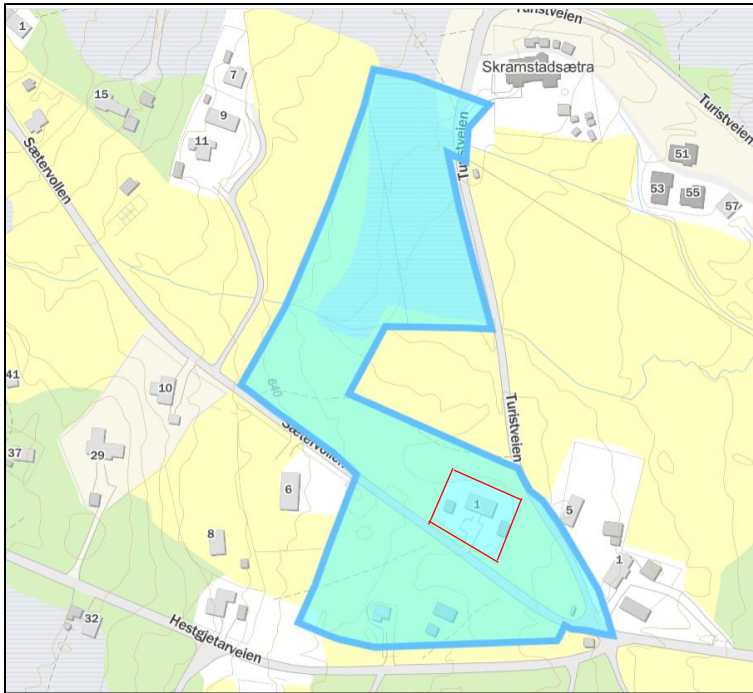 Turistveien
1
Skramstadsætra
7
15
9
Turistveien
Turistveien
11
Sætervollen
51
53
55
57
640
41
10
Turistveien
Sætervollen
29
37
6
1
5
8
1
32
Hestgjetarveien